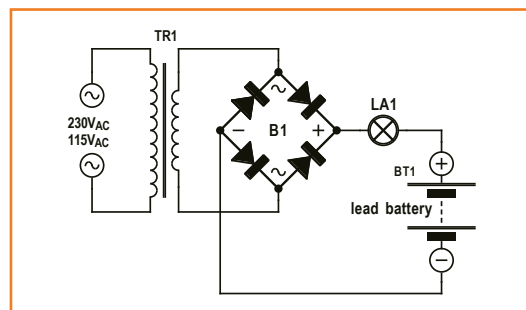 TR1
230VAC
115VAC
B1
LA1
BT1
lead battery